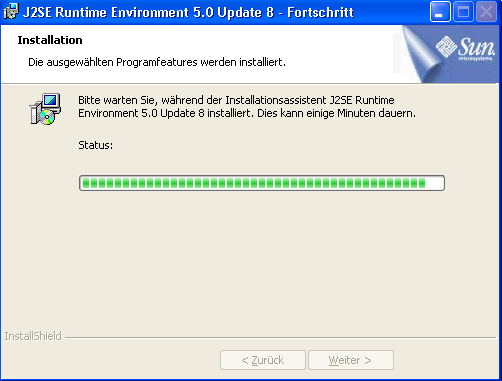 J2SE Runtime Environment 5.0 Update 8 - Fortschritt
Installation
Die ausgewählten Programfeatures werden installiert.
Sun
microsystems
Bitte warten Sie, während der Installationsassistent J2SE Runtime
Environment 5.0 Update 8 installiert. Dies kann einige Minuten dauern.
Status:
InstallShield
< Zurück
Weiter >